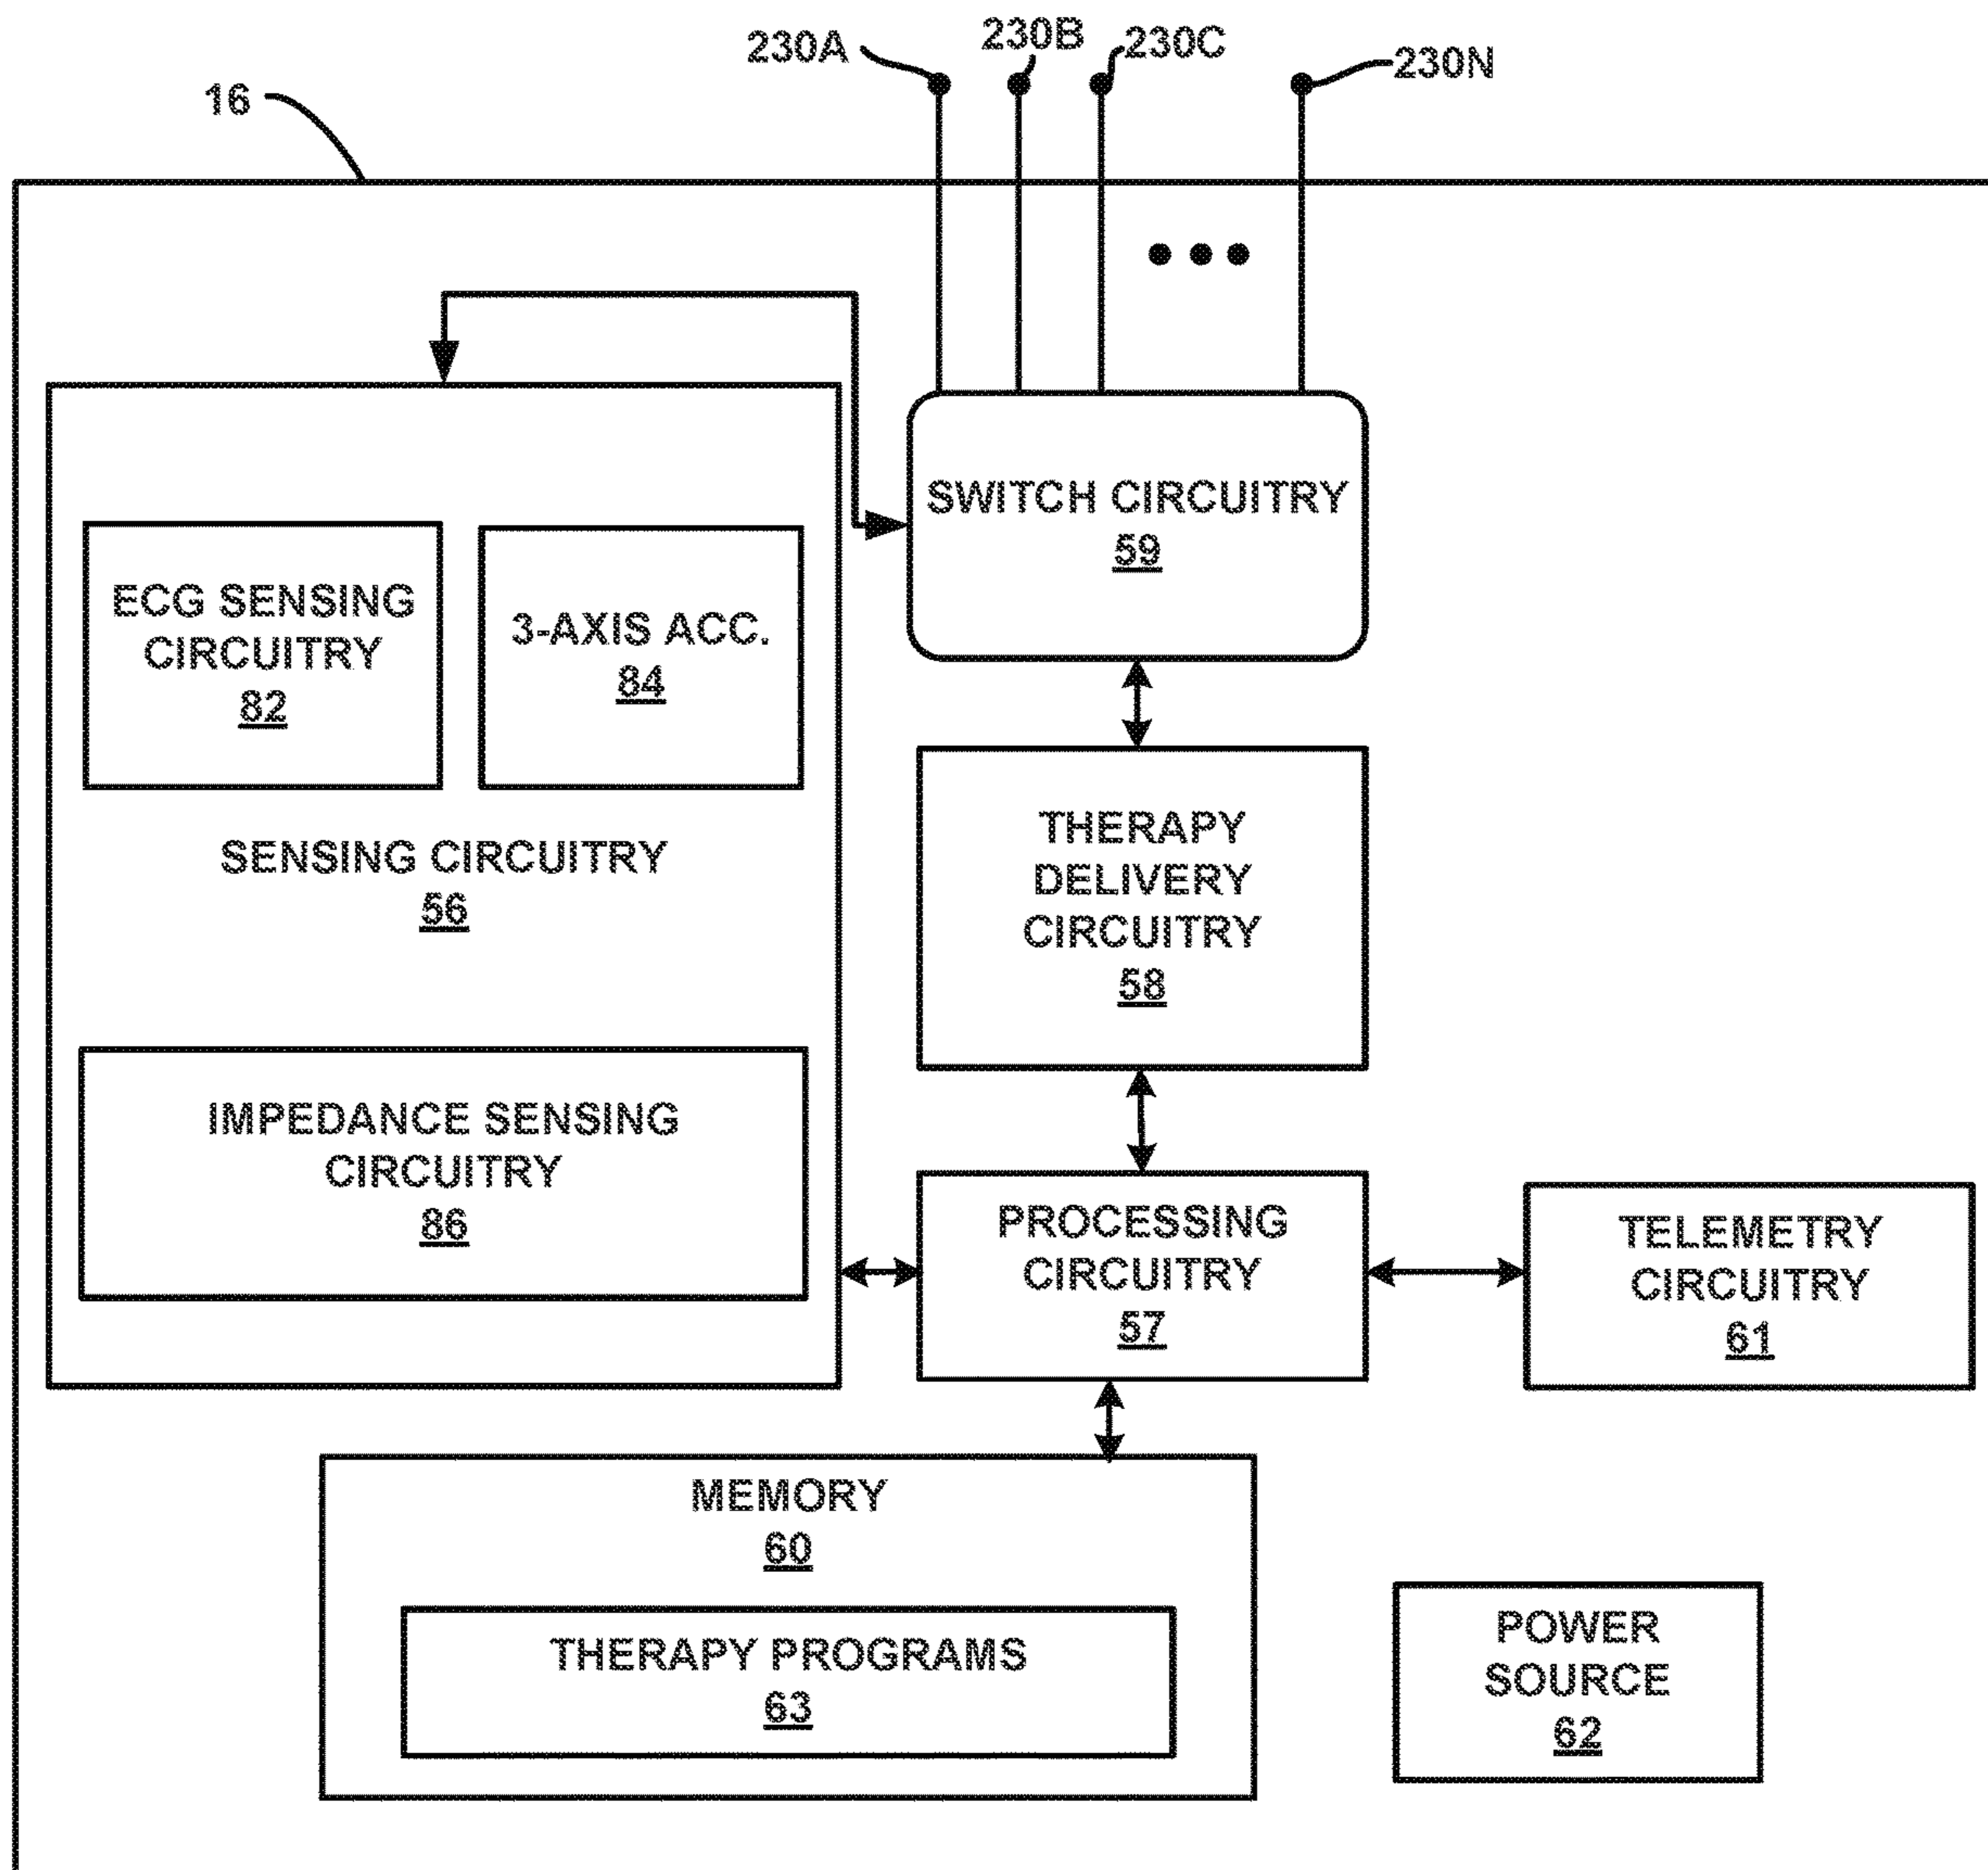 230A
230B
230C
230N
16
SWITCH CIRCUITRY
59
ECG SENSING
CIRCUITRY
82
3-AXIS ACC.
84
SENSING CIRCUITRY
56
THERAPY
DELIVERY
CIRCUITRY
58
IMPEDANCE SENSING
CIRCUITRY
86
PROCESSING
CIRCUITRY
57
TELEMETRY
CIRCUITRY
61
MEMORY
60
THERAPY PROGRAMS
63
POWER
SOURCE
62